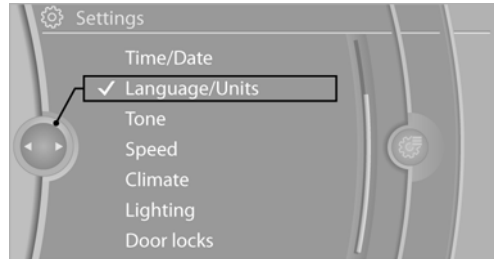 Settings
Time/Date
Language/Units
Tone
Speed
Climate
Lighting
Door locks